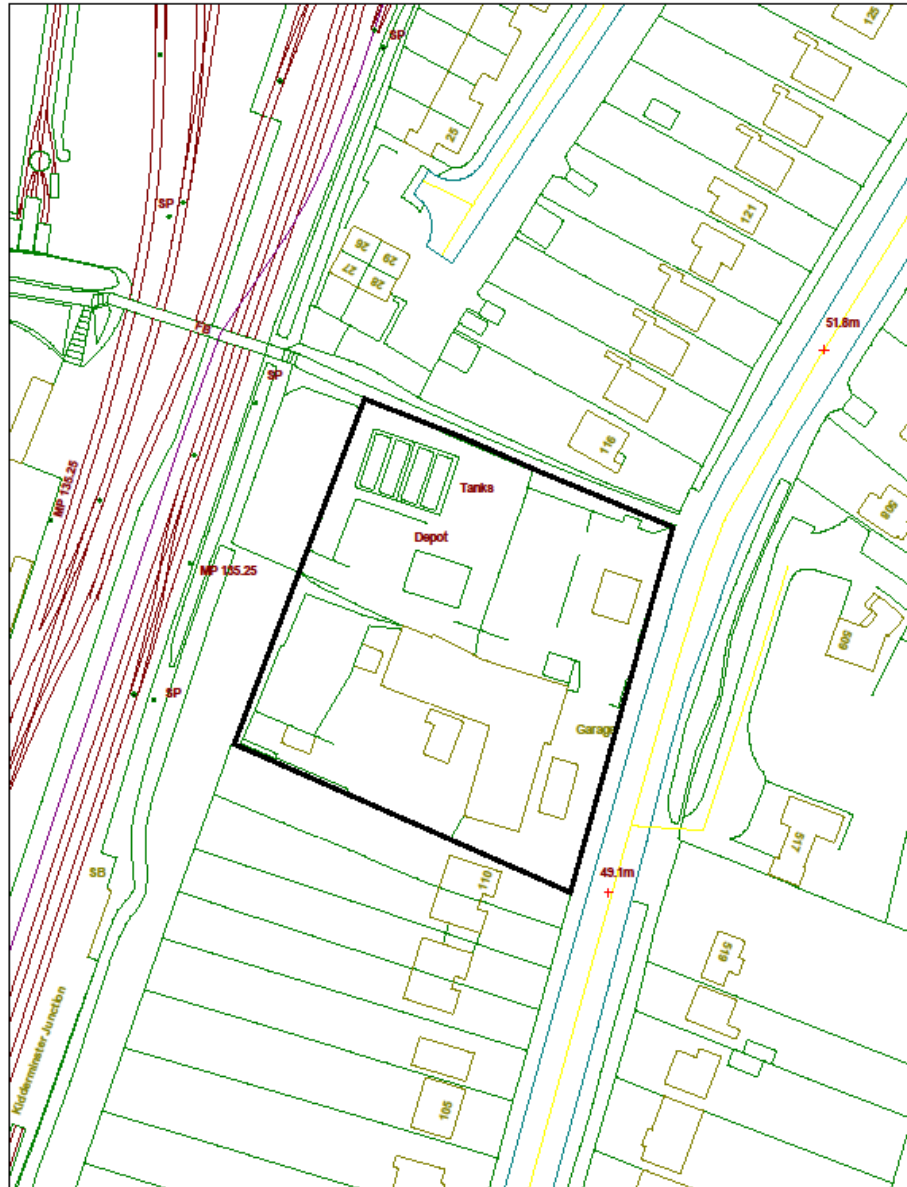 125
SP
25
121
SP
26
29
27
28
51.8m
FB
SP
116
Tanks
MP 135.25
508
Depot
MP 135.25
509
SP
Garage
517
SB
49.1m
110
519
Kidderminster Junction
105